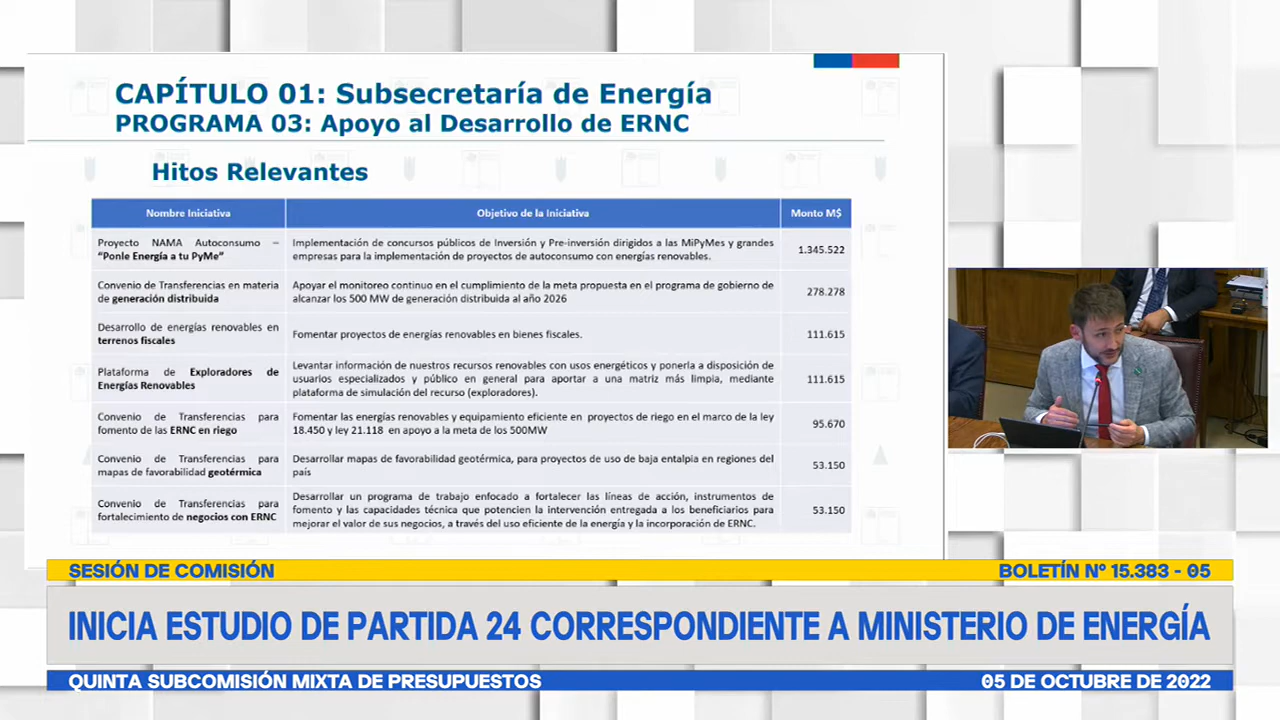 CAPÍTULO 01: Subsecretaría de Energía
PROGRAMA 03: Apoyo al Desarrollo de ERNC
Hitos Relevantes
Nombre Iniciativa
Objetivo de la Iniciativa
Monto M$
Proyecto NAMA Autoconsumo –
"Ponle Energía a tu PyMe"
Implementación de concursos públicos de Inversión y Pre-inversión dirigidos a las MiPyMes y grandes
empresas para la implementación de proyectos de autoconsumo con energías renovables.
1.345.522
Convenio de Transferencias en materia
de generación distribuida
Apoyar el monitoreo continuo en el cumplimiento de la meta propuesta en el programa de gobierno de
alcanzar los 500 MW de generación distribuida al año 2026
278.278
Desarrollo de energías renovables en
terrenos fiscales
Fomentar proyectos de energías renovables en bienes fiscales.
111.615
Plataforma de Exploradores de
Energías Renovables
Levantar información de nuestros recursos renovables con usos energéticos y ponerla a disposición de
usuarios especializados y público en general para aportar a una matriz más limpia, mediante
plataforma de simulación del recurso (exploradores).
111.615
Convenio de Transferencias para
fomento de las ERNC en riego
Fomentar las energías renovables y equipamiento eficiente en proyectos de riego en el marco de la ley
18.450 y ley 21.118 en apoyo a la meta de los 500MW
95.670
Convenio de Transferencias para
mapas de favorabilidad geotérmica
Desarrollar mapas de favorabilidad geotérmica, para proyectos de uso de baja entalpia en regiones del
país
53.150
Convenio de Transferencias para
fortalecimiento de negocios con ERNC
Desarrollar un programa de trabajo enfocado a fortalecer las líneas de acción, instrumentos de
fomento y las capacidades técnica que potencien la intervención entregada a los beneficiarios para
mejorar el valor de sus negocios, a través del uso eficiente de la energía y la incorporación de ERNC.
53.150
SESIÓN DE COMISIÓN
BOLETÍN N° 15.383 - 05
INICIA ESTUDIO DE PARTIDA 24 CORRESPONDIENTE A MINISTERIO DE ENERGÍA
QUINTA SUBCOMISIÓN MIXTA DE PRESUPUESTOS
05 DE OCTUBRE DE 2022